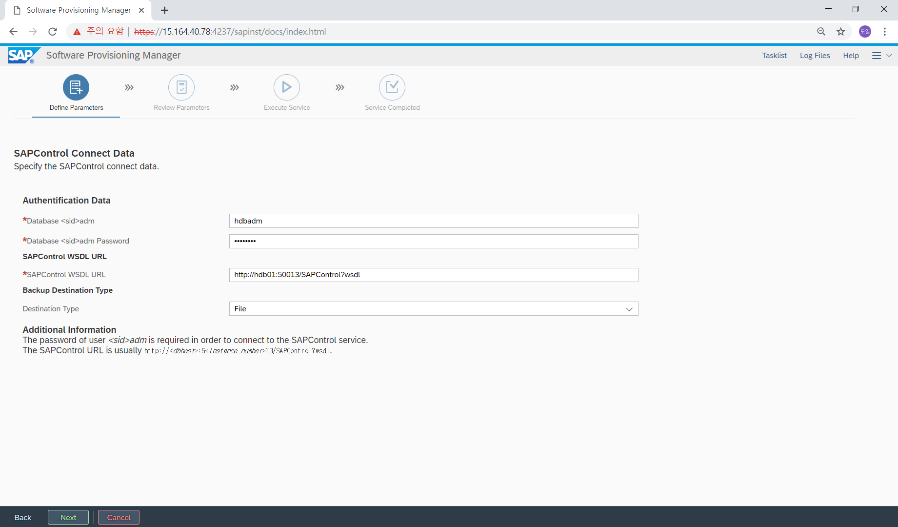 Software Provisioning Manager
주의 요함
https://15.164.40.78:4237/sapinst/docs/index.html
SAP
Software Provisioning Manager
Tasklist
Log Files
Help
Define Parameters
Review Parameters
Execute Service
Service Completed
SAPControl Connect Data
Specify the SAPControl connect data.
Authentification Data
*Database <sid>adm
hdbadm
*Database <sid>adm Password
••••••••
SAPControl WSDL URL
*SAPControl WSDL URL
http://hdb01:50013/SAPControl?wsdl
Backup Destination Type
Destination Type
File
Additional Information
The password of user <sid>adm is required in order to connect to the SAPControl service.
The SAPControl URL is usually
Back
Next
Cancel